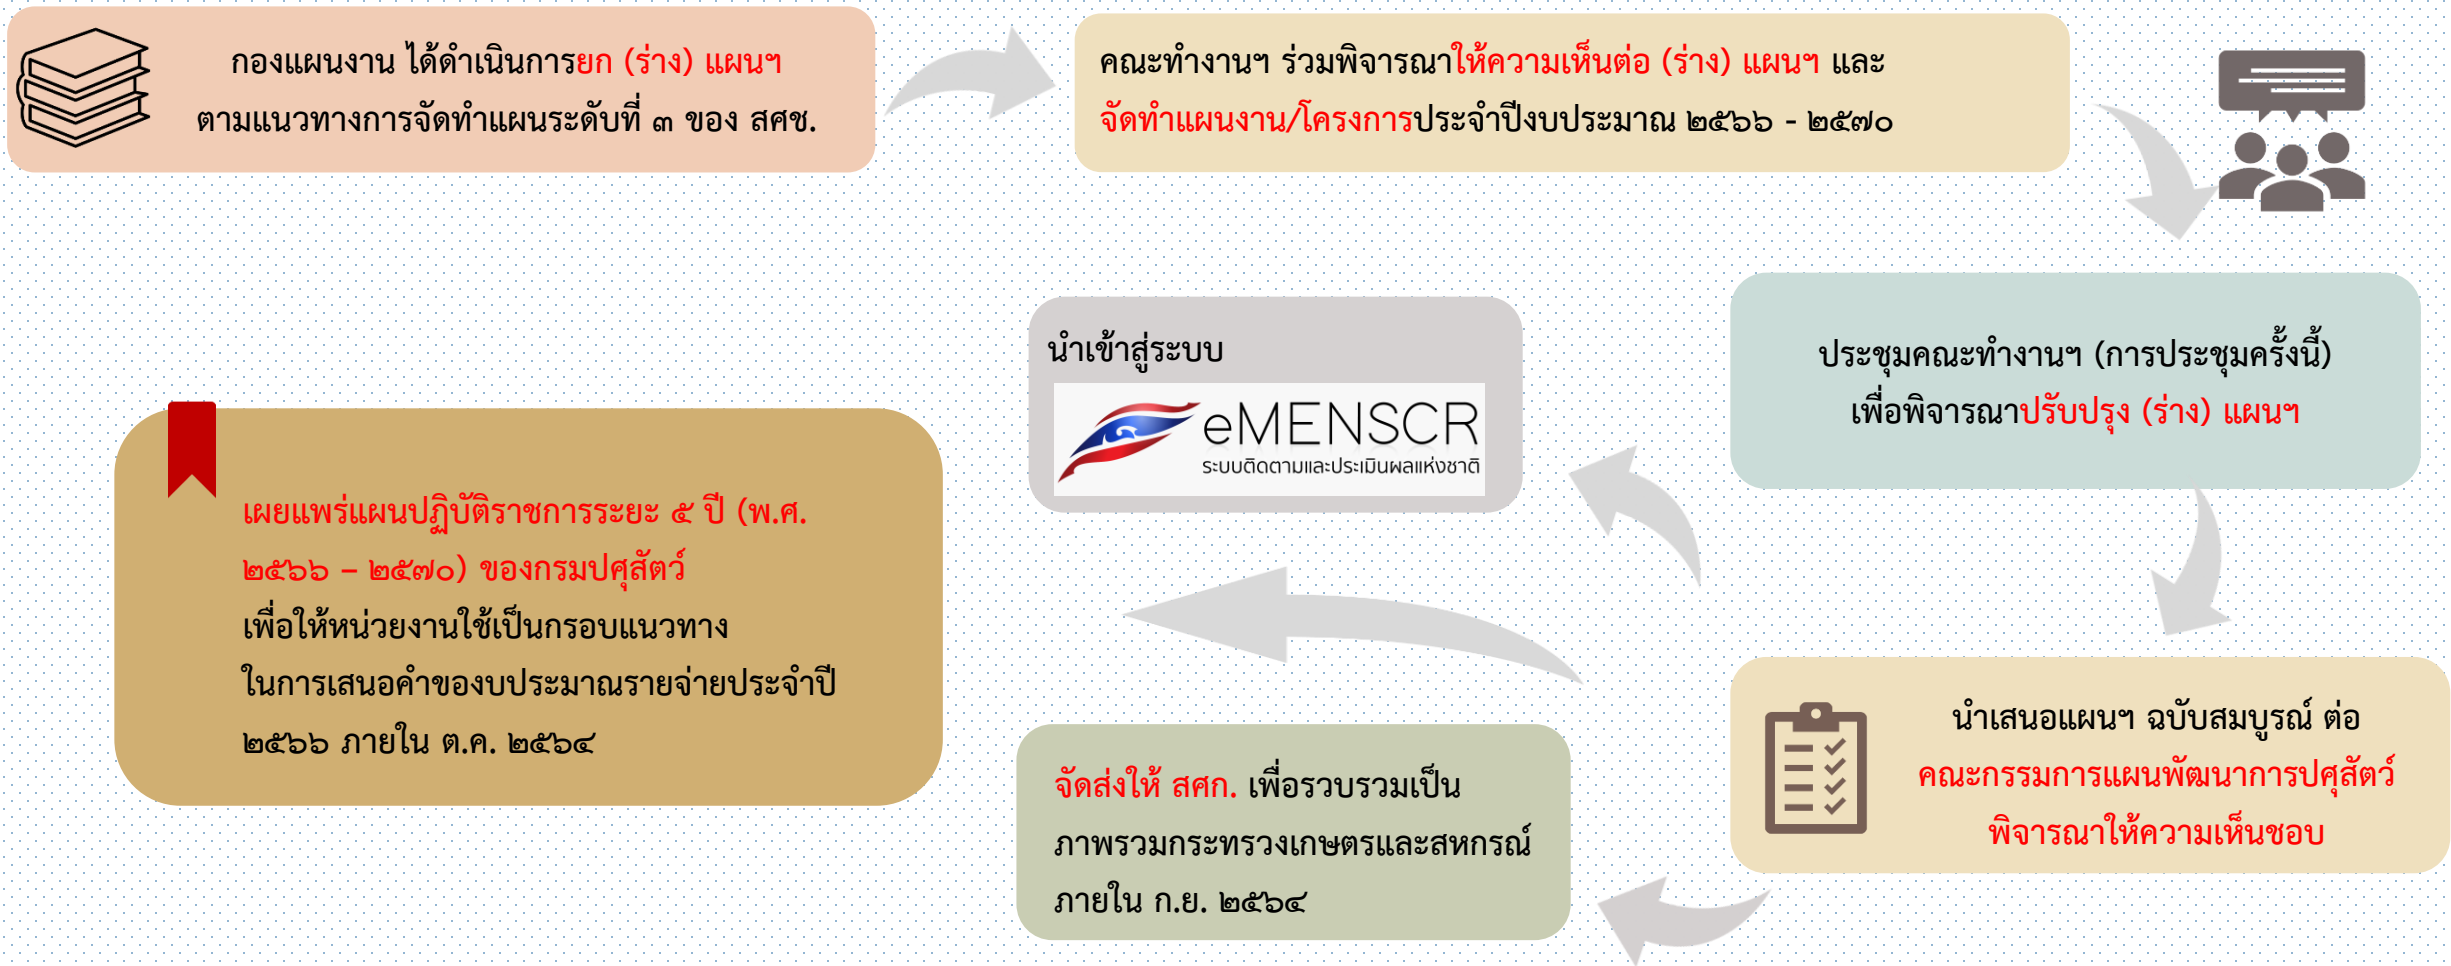 กองแผนงาน ได้ดำเนินการยก (ร่าง) แผนฯ
ตามแนวทางการจัดทำแผนระดับที่ ๓ ของ สศช.
คณะทำงานฯ ร่วมพิจารณาให้ความเห็นต่อ (ร่าง) แผนฯ และ
จัดทำแผนงาน/โครงการประจำปีงบประมาณ ๒๕๖๖ - ๒๕๗๐
ประชุมคณะทำงานฯ (การประชุมครั้งนี้)
เพื่อพิจารณาปรับปรุง (ร่าง) แผนฯ
นำเสนอแผนฯ ฉบับสมบูรณ์ ต่อ
คณะกรรมการแผนพัฒนาการปศุสัตว์
พิจารณาให้ความเห็นชอบ
นำเข้าสู่ระบบ
eMENSCR
ระบบติดตามและประเมินผลแห่งชาติ
จัดส่งให้ สศก. เพื่อรวบรวมเป็น
ภาพรวมกระทรวงเกษตรและสหกรณ์
ภายใน ก.ย. ๒๕๖๔
เผยแพร่แผนปฏิบัติราชการระยะ ๕ ปี (พ.ศ.
๒๕๖๖ – ๒๕๗๐) ของกรมปศุสัตว์
เพื่อให้หน่วยงานใช้เป็นกรอบแนวทาง
ในการเสนอคำของบประมาณรายจ่ายประจำปี
๒๕๖๖ ภายใน ต.ค. ๒๕๖๔